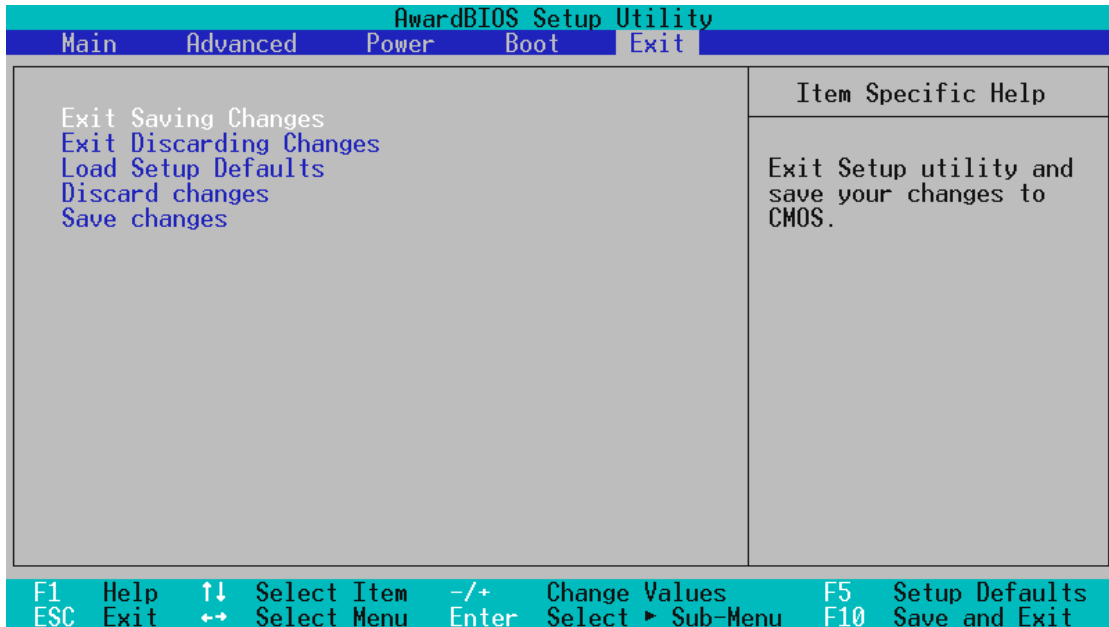 AwardBIOS Setup Utility
Main Advanced Power Boot Exit
Exit Saving Changes
Exit Discarding Changes
Load Setup Defaults
Discard changes
Save changes
Item Specific Help
Exit Setup utility and
save your changes to
CMOS.
F1 Help ↑↓ Select Item -/+ Change Values F5 Setup Defaults
ESC Exit ←→ Select Menu Enter Select ► Sub-Menu F10 Save and Exit